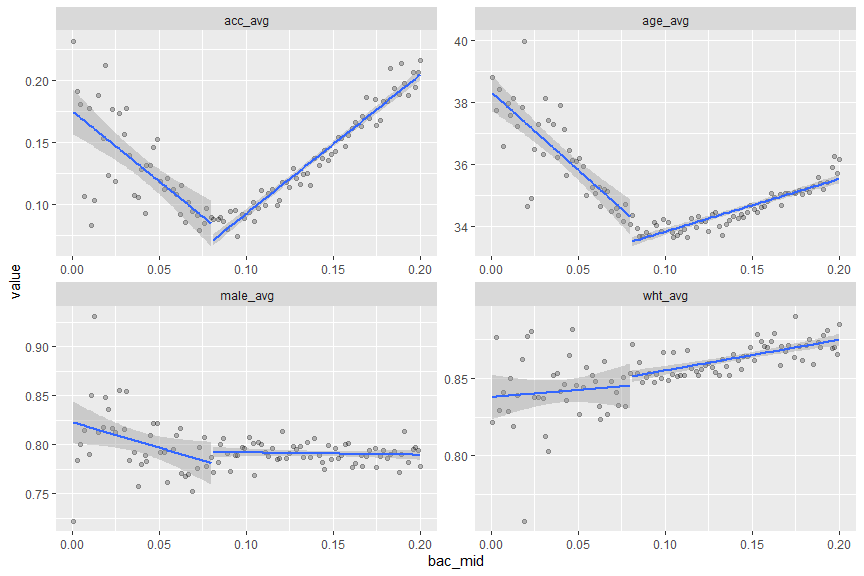 acc_avg
age_avg
0.20
0.15
0.10
40
38
36
34
0.00 0.05 0.10 0.15 0.20
0.00 0.05 0.10 0.15 0.20
value
male_avg
wht_avg
0.90
0.85
0.80
0.75
0.85
0.80
0.00 0.05 0.10 0.15 0.20
0.00 0.05 0.10 0.15 0.20
bac_mid